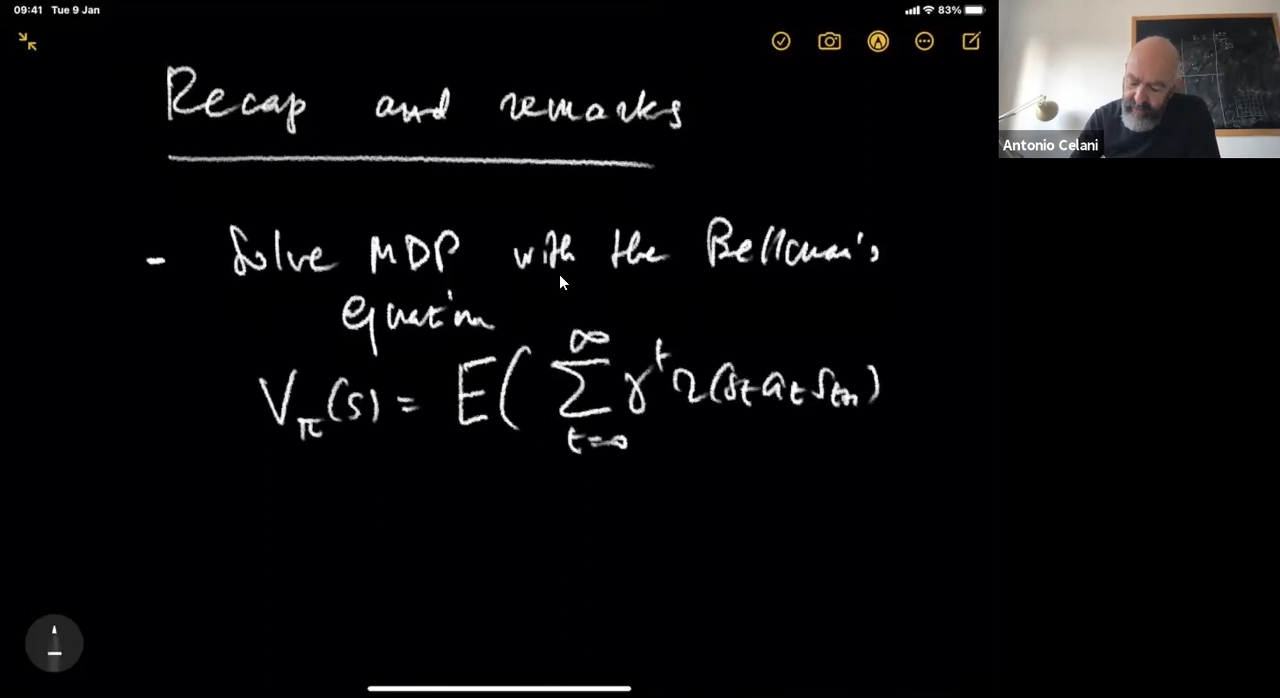 09:41 Tue 9 Jan
83%
Recap and remarks
Antonio Celani
- Solve MDP with the Bellman's
equation
V_π(s) = E( ∑_{t=0}^{∞} γ^t r(s_t a_t s_{t+1})